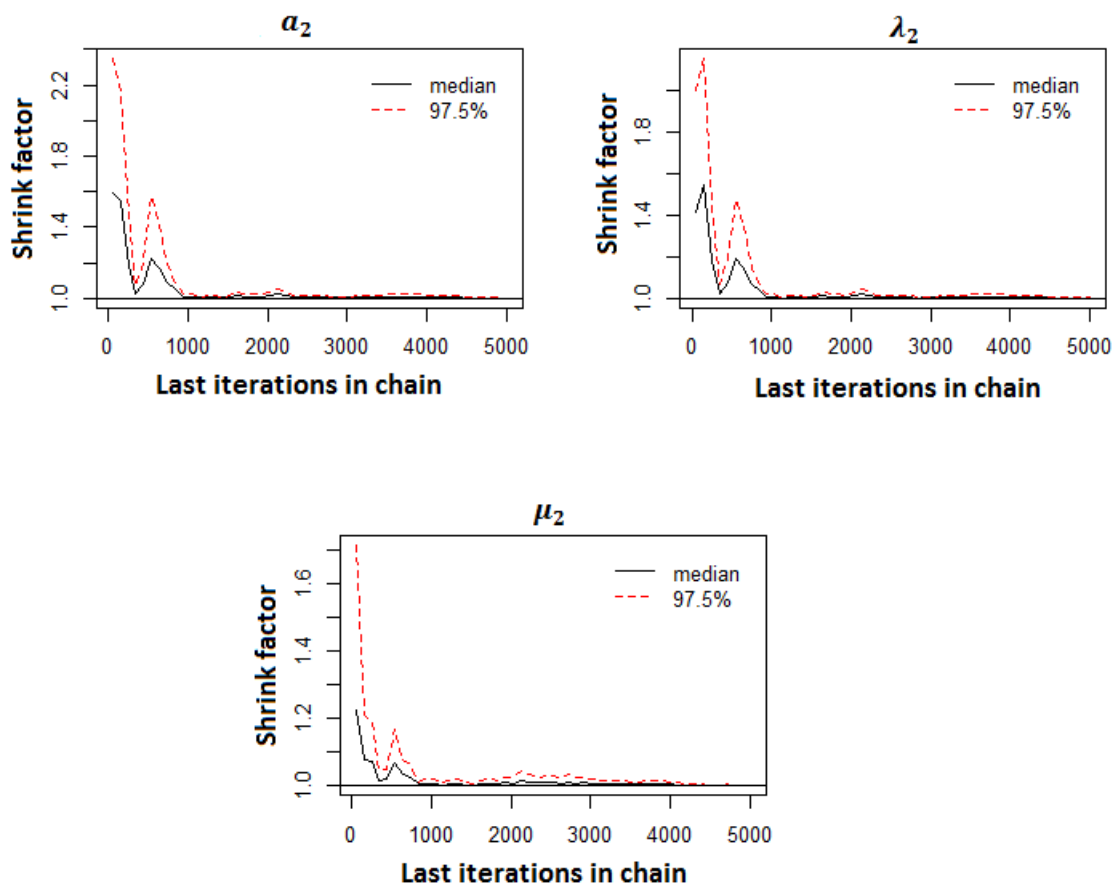 a₂
Shrink factor
1.0 1.4 1.8 2.2
median
97.5%
0 1000 2000 3000 4000 5000
Last iterations in chain
λ₂
Shrink factor
1.0 1.4 1.8
median
97.5%
0 1000 2000 3000 4000 5000
Last iterations in chain
μ₂
Shrink factor
1.0 1.2 1.4 1.6
median
97.5%
0 1000 2000 3000 4000 5000
Last iterations in chain